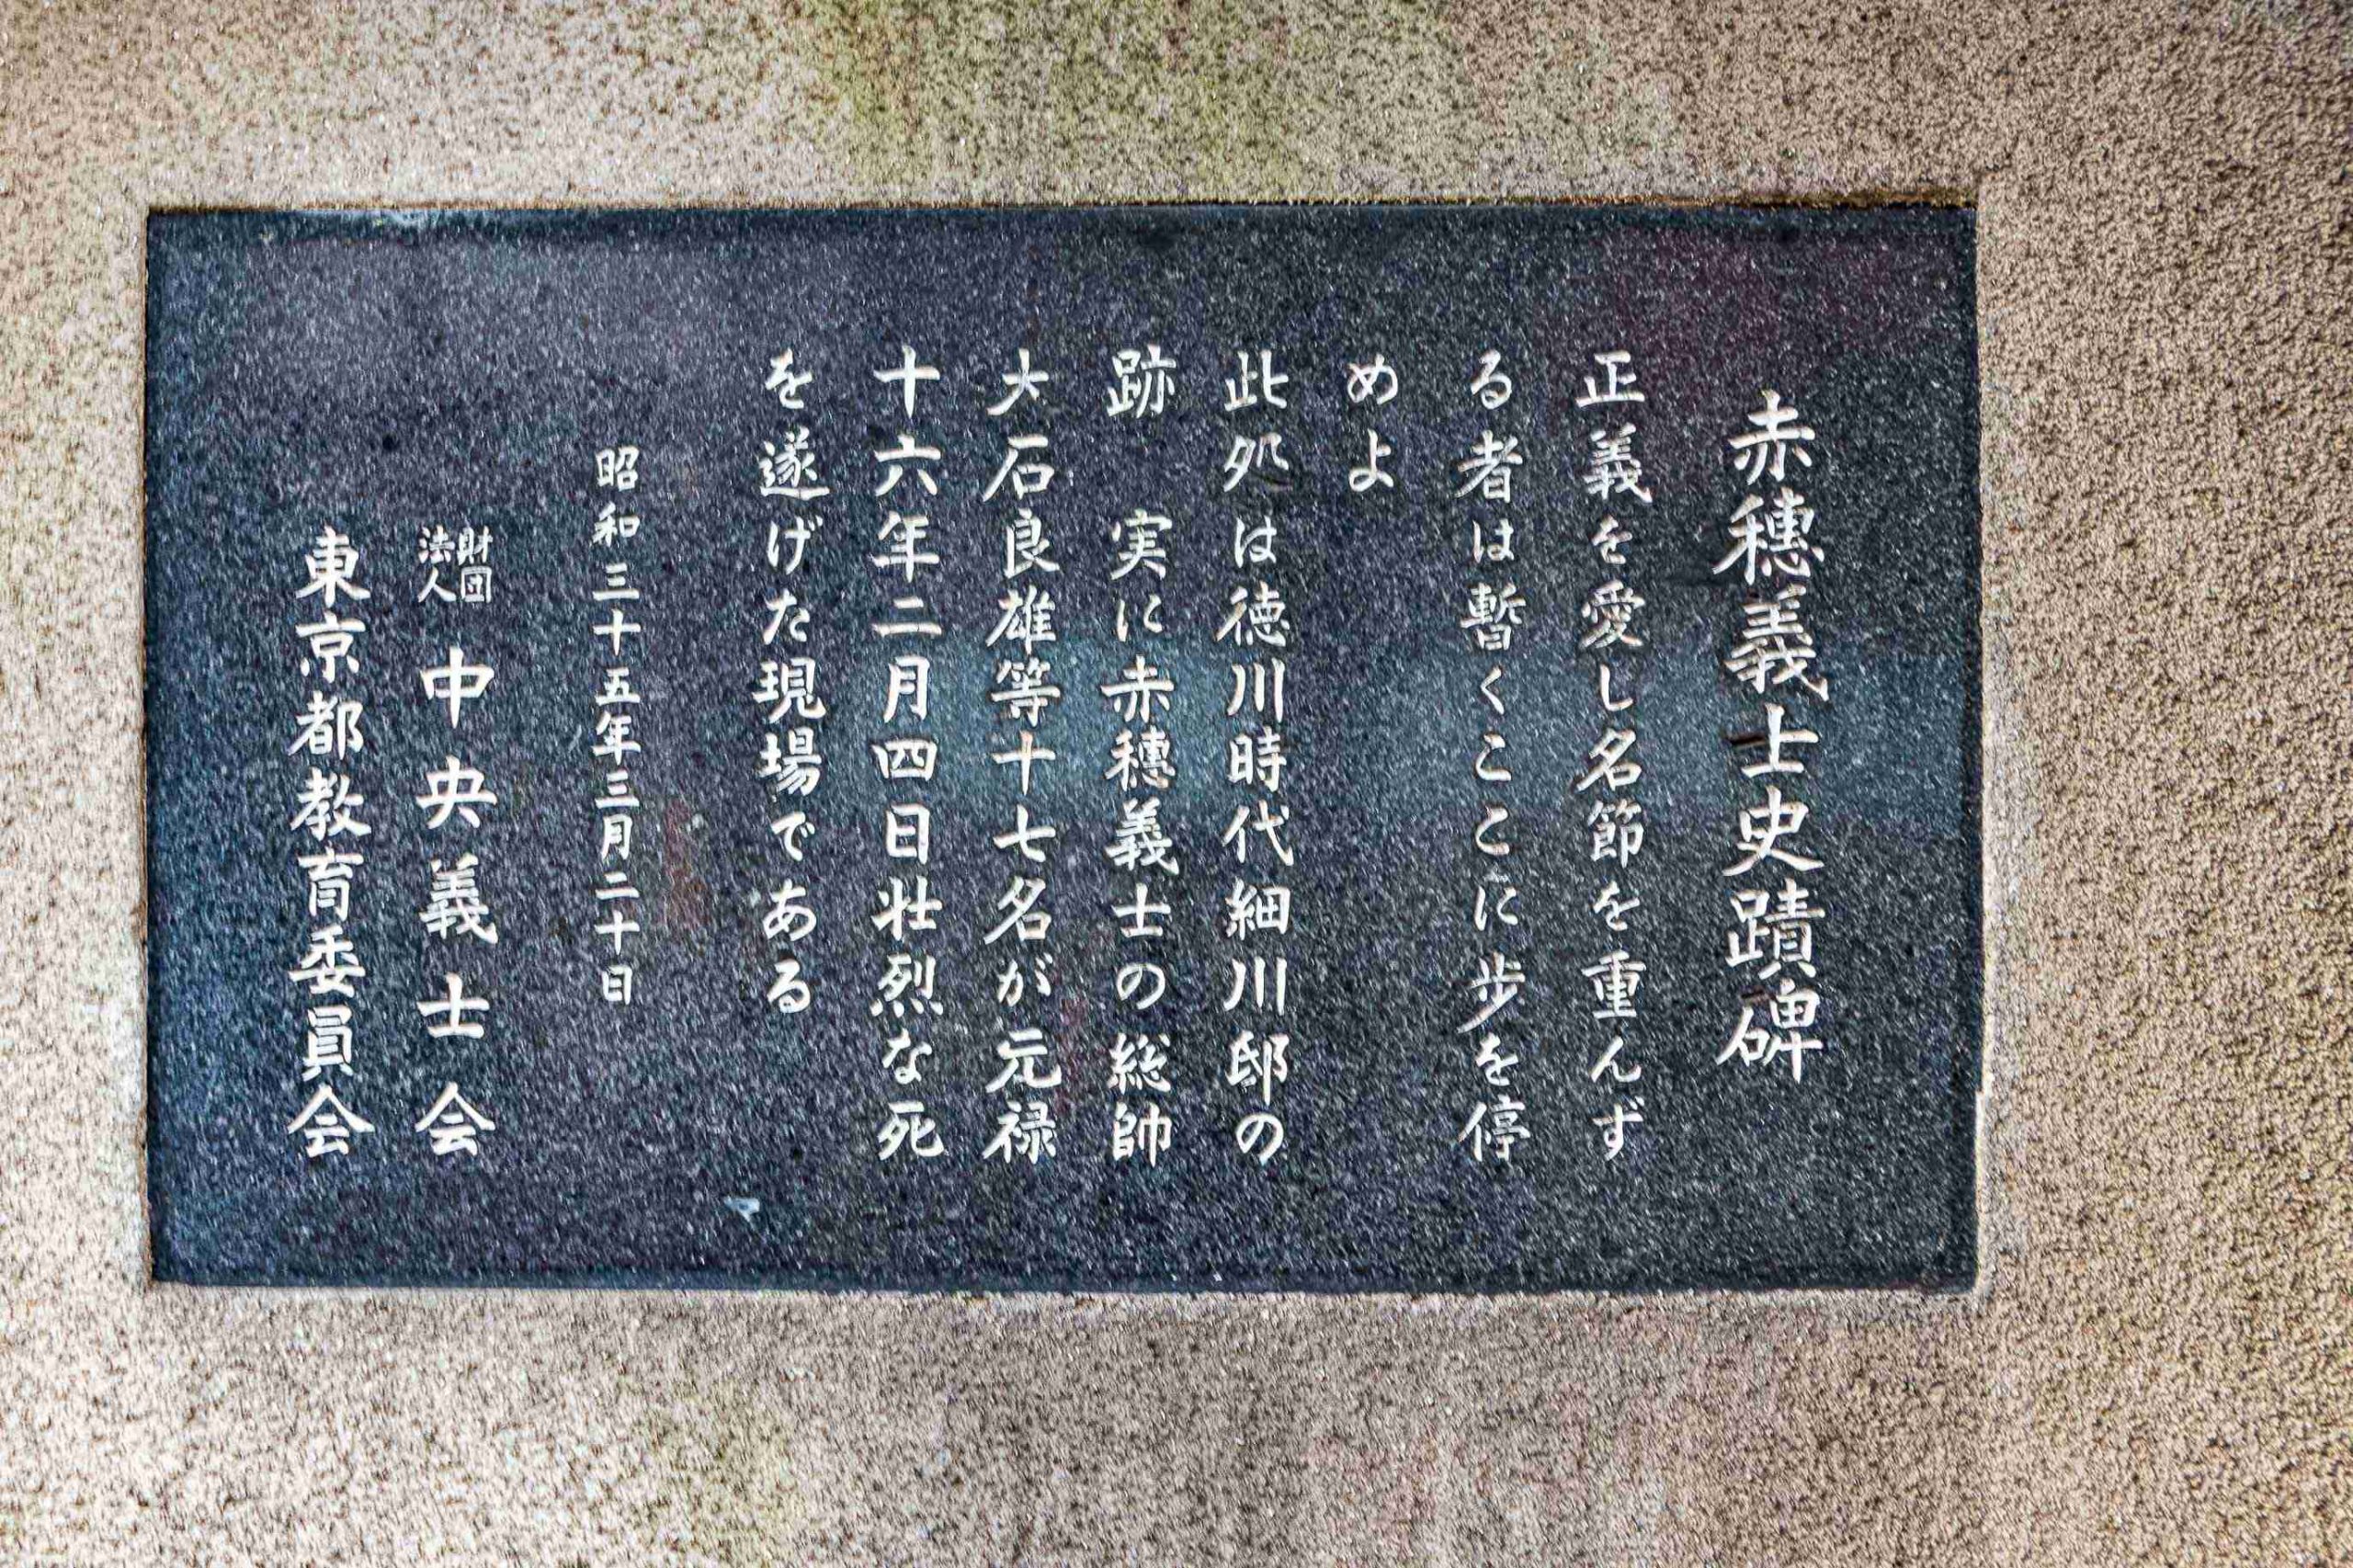 赤穗義士史蹟碑
正義を愛し名節を重んず
る者は暫くこゝに歩を停
めよ
此処は徳川時代細川邸の
跡　実に赤穗義士の総帥
大石良雄等十七名が元禄
十六年二月四日壮烈な死
を遂げた現場である
昭和三十五年三月二十日
財団法人 中央義士会
東京都教育委員会